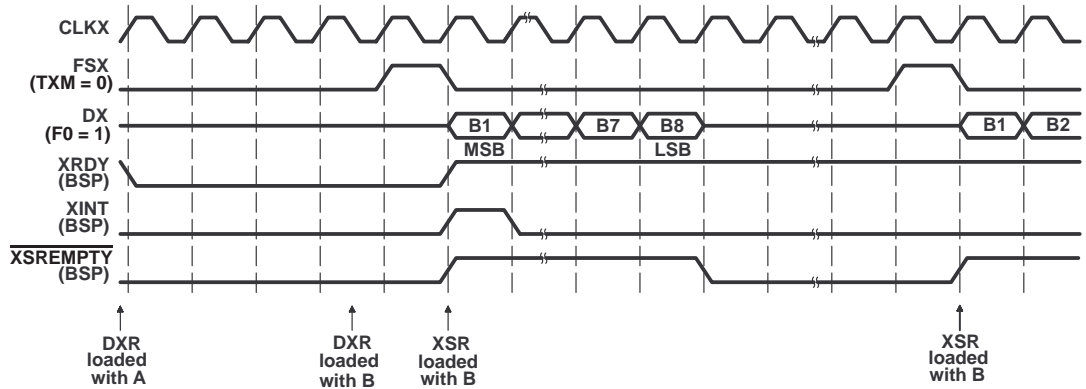 CLKX
FSX
(TXM = 0)
DX
(F0 = 1)
B1
B7
B8
B1
B2
MSB
LSB
XRDY
(BSP)
XINT
(BSP)
XSREMPTY
(BSP)
DXR
loaded
with A
DXR
loaded
with B
XSR
loaded
with B
XSR
loaded
with B